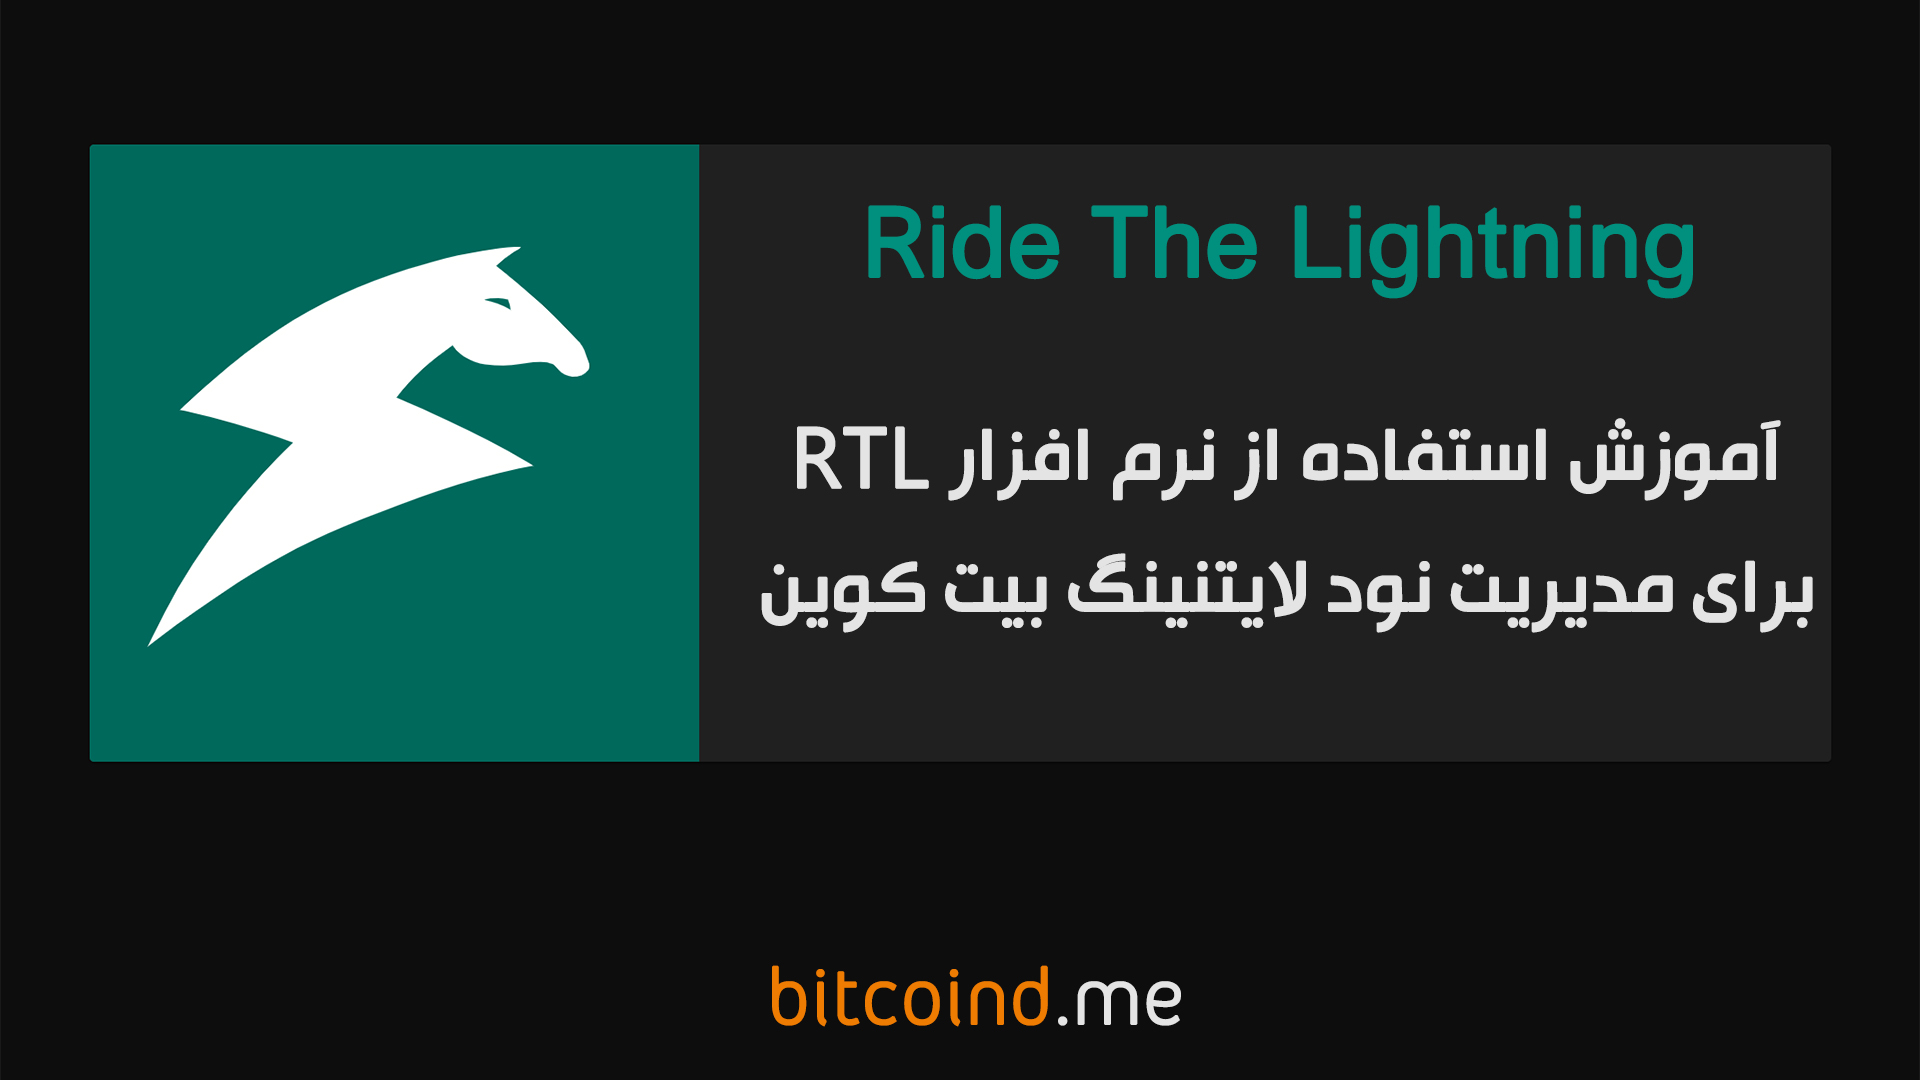 Ride The Lightning
آموزش استفاده از نرم افزار RTL
برای مدیریت نود لایتنینگ بیت کوین
bitcoind.me